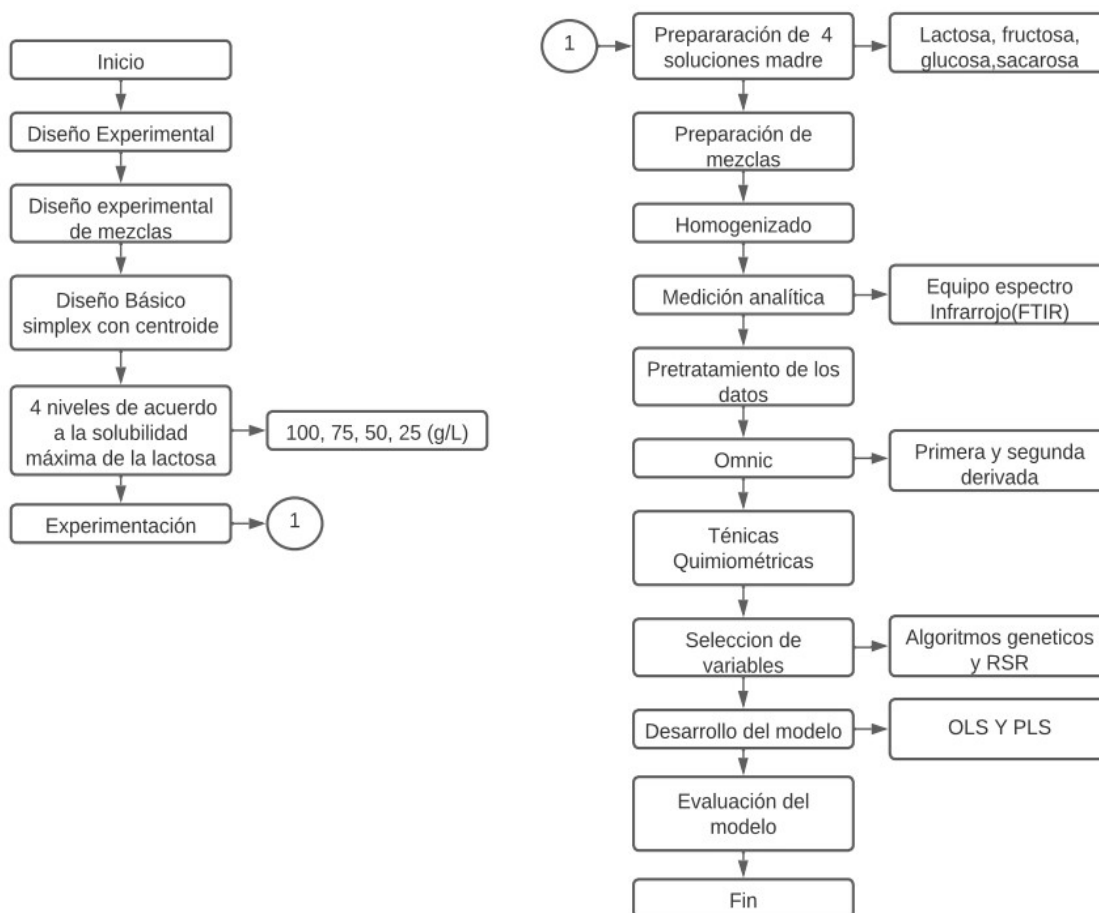 Inicio
Diseño Experimental
Diseño experimental
de mezclas
Diseño Básico
simplex con centroide
4 niveles de acuerdo
a la solubilidad
máxima de la lactosa
100, 75, 50, 25 (g/L)
Experimentación
1
1
Prepararación de 4
soluciones madre
Lactosa, fructosa,
glucosa,sacarosa
Preparación de
mezclas
Homogenizado
Medición analítica
Equipo espectro
Infrarrojo(FTIR)
Pretratamiento de los
datos
Omnic
Primera y segunda
derivada
Ténicas
Quimiométricas
Seleccion de
variables
Algoritmos geneticos
y RSR
Desarrollo del modelo
OLS Y PLS
Evaluación del
modelo
Fin